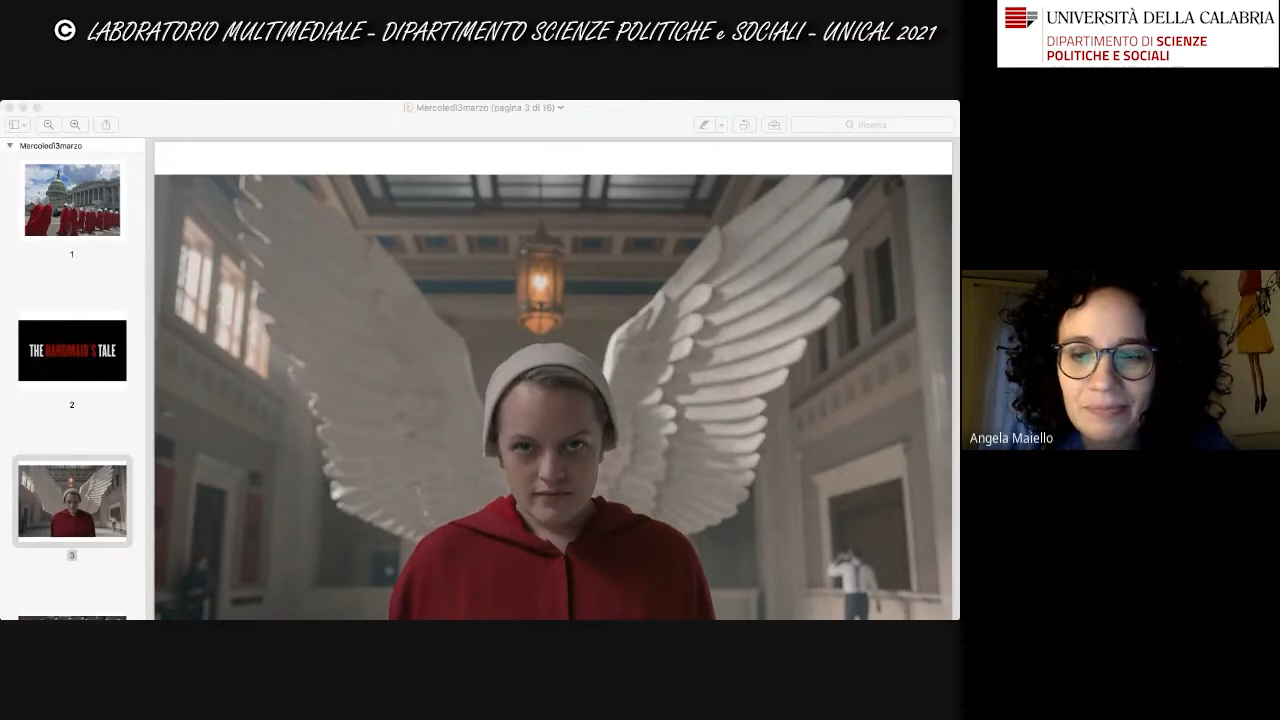 © LABORATORIO MULTIMEDIALE - DIPARTIMENTO SCIENZE POLITICHE e SOCIALI - UNICAL 2021
UNIVERSITÀ DELLA CALABRIA
DIPARTIMENTO DI SCIENZE
POLITICHE E SOCIALI
Mercoledì3marzo (pagina 3 di 16)
Ricerca
Mercoledì3marzo
1
THE HANDMAID'S TALE
2
3
Angela Maiello